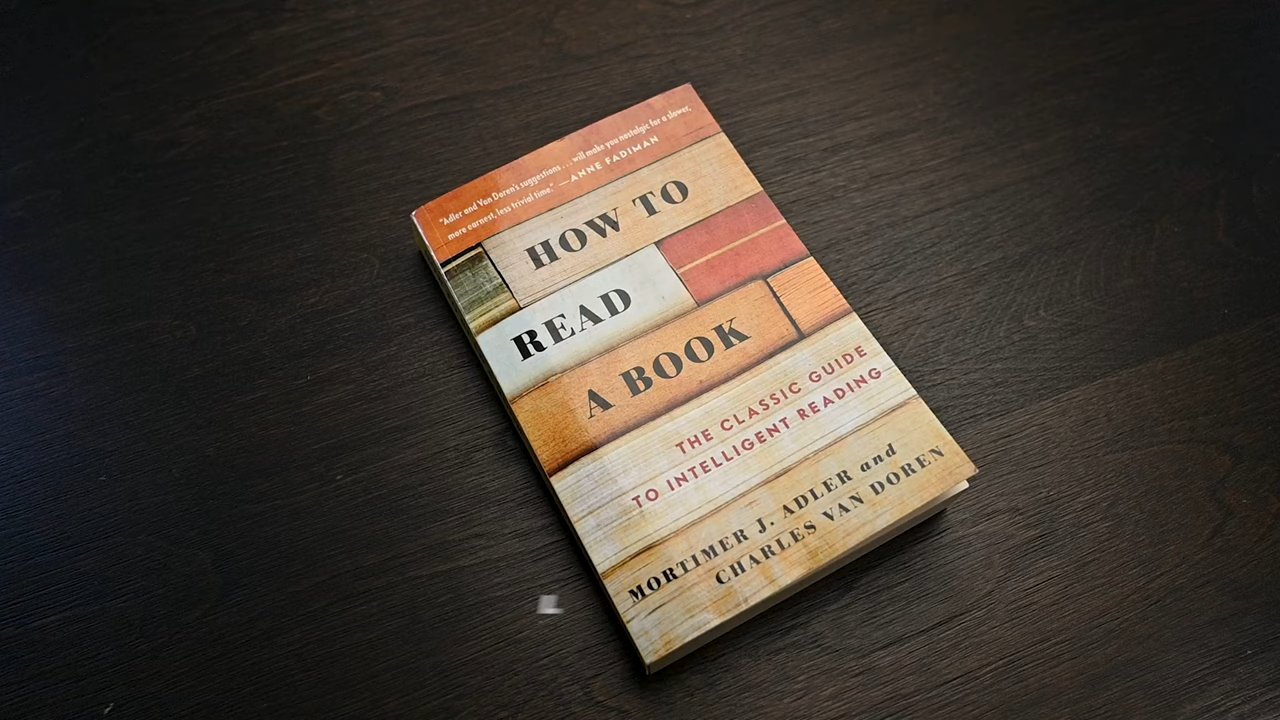 "Adler and Van Doren's suggestions . . . will make you nostalgic for a slower,
more earnest, less trivial time." —ANNE FADIMAN
HOW TO
READ
A BOOK
THE CLASSIC GUIDE
TO INTELLIGENT READING
MORTIMER J. ADLER and
CHARLES VAN DOREN